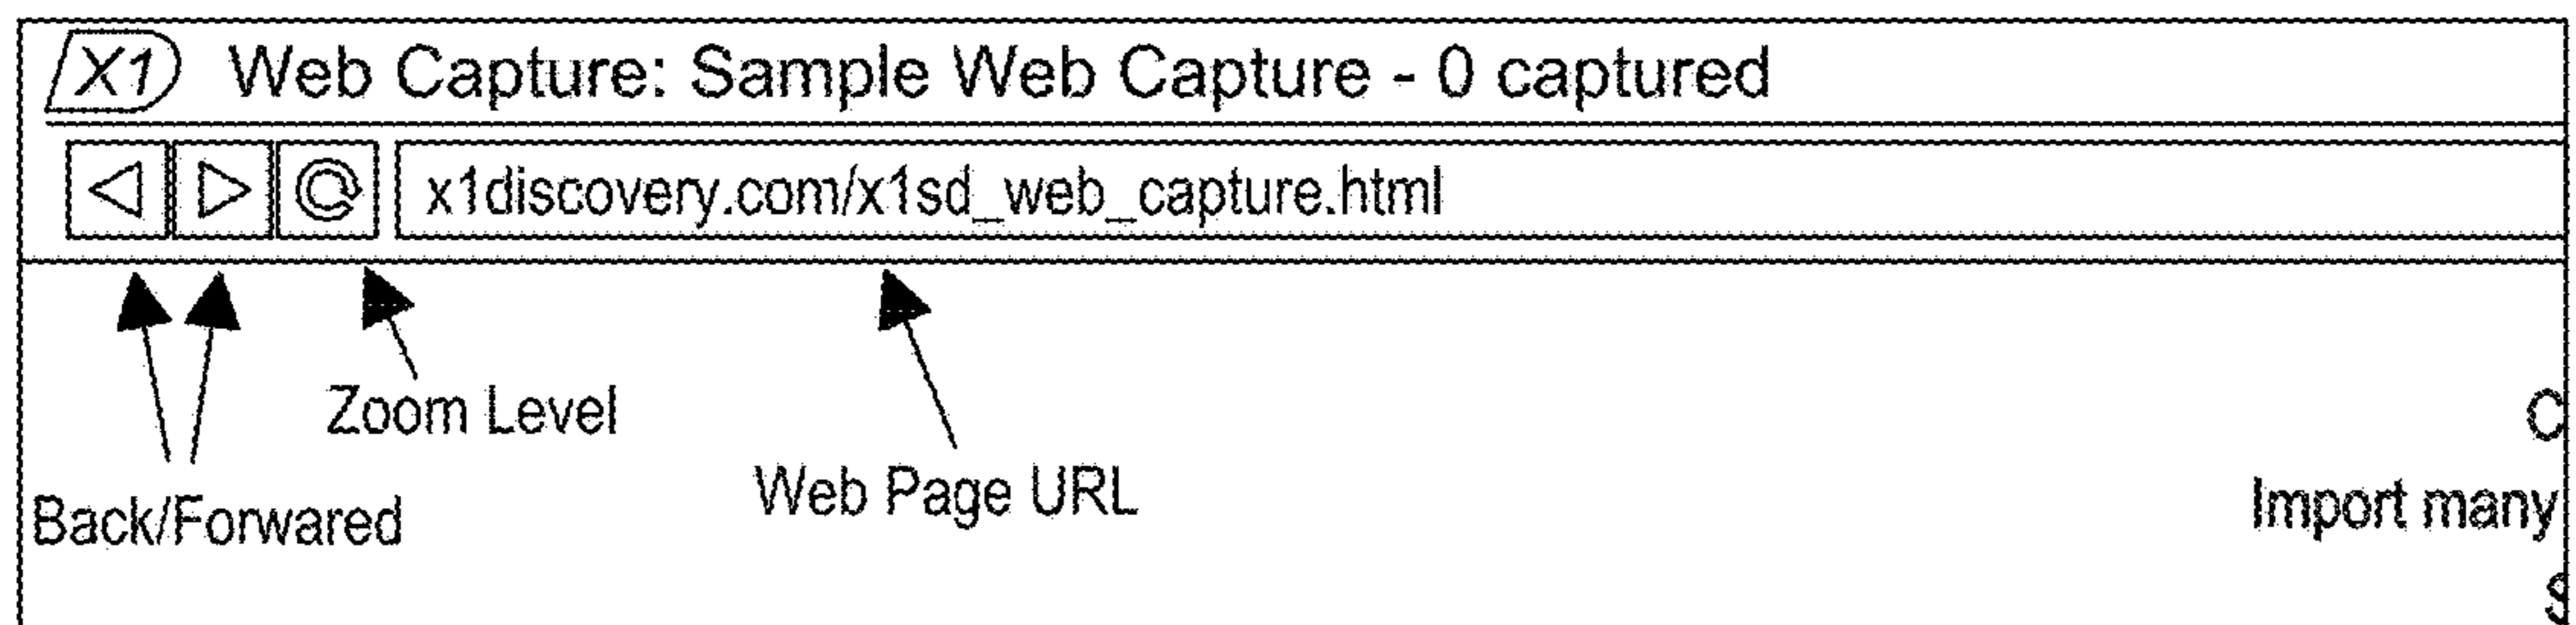 X1 Web Capture: Sample Web Capture - 0 captured
x1discovery.com/x1sd_web_capture.html
Zoom Level
Web Page URL
Back/Forwared
Import many